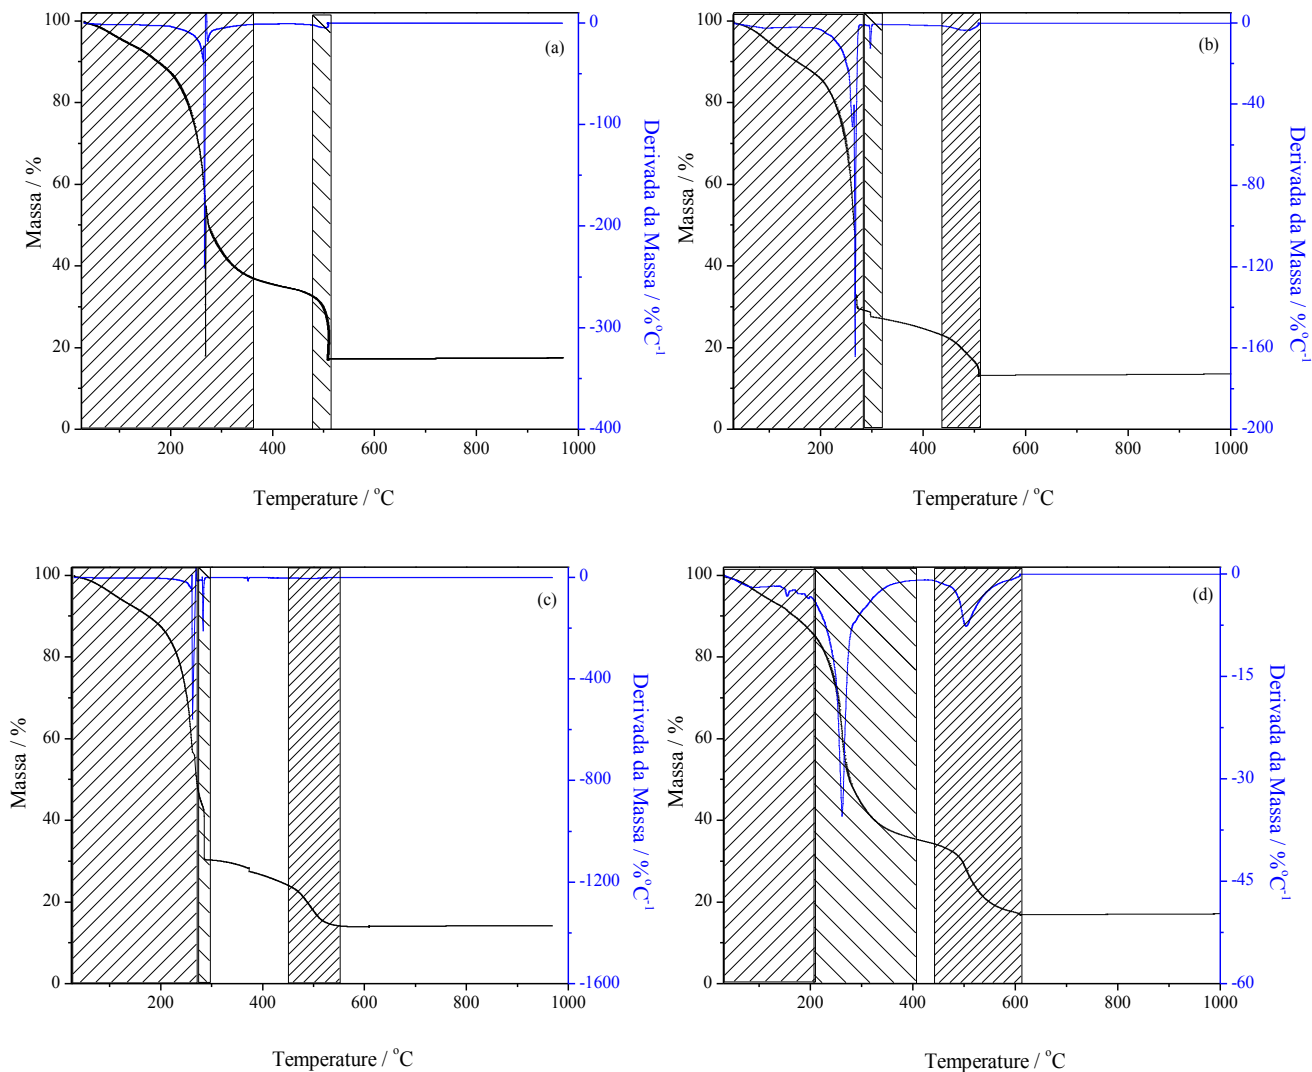 (a)
100
80
60
40
20
0
Massa / %
0
-100
-200
-300
-400
Derivada da Massa / %°C⁻¹
200 400 600 800 1000
Temperature / °C
(b)
100
80
60
40
20
0
Massa / %
0
-40
-80
-120
-160
-200
Derivada da Massa / %°C⁻¹
200 400 600 800 1000
Temperature / °C
(c)
100
80
60
40
20
0
Massa / %
0
-400
-800
-1200
-1600
Derivada da Massa / %°C⁻¹
200 400 600 800 1000
Temperature / °C
(d)
100
80
60
40
20
0
Massa / %
0
-15
-30
-45
-60
Derivada da Massa / %°C⁻¹
200 400 600 800 1000
Temperature / °C